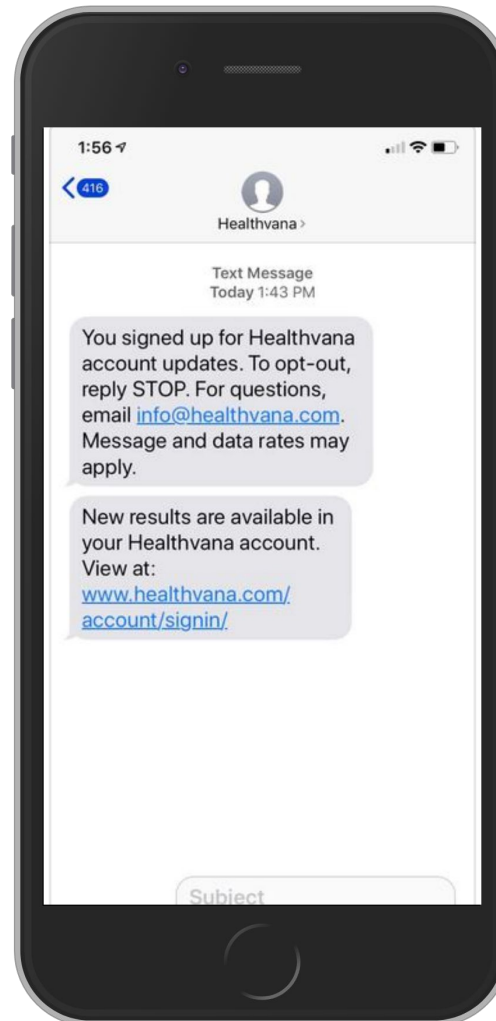 1:56
416
Healthvana >
Text Message
Today 1:43 PM
You signed up for Healthvana
account updates. To opt-out,
reply STOP. For questions,
email info@healthvana.com.
Message and data rates may
apply.
New results are available in
your Healthvana account.
View at:
www.healthvana.com/
account/signin/
Subject